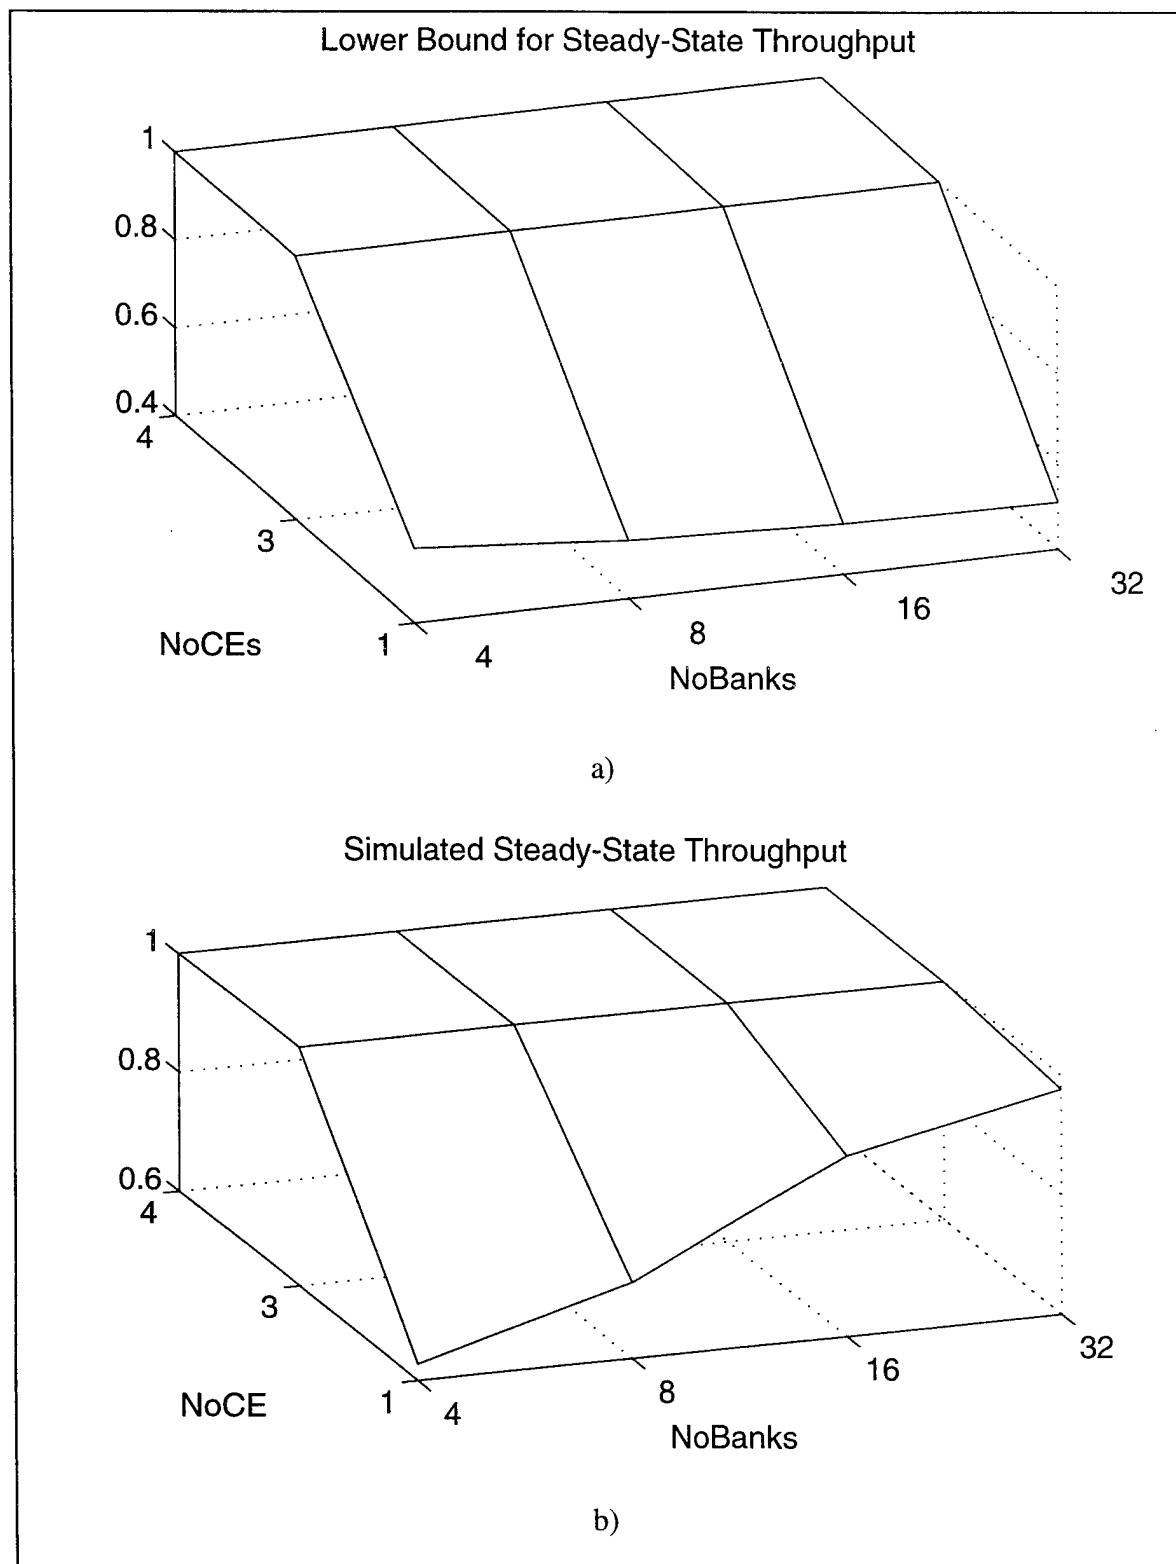 Lower Bound for Steady-State Throughput
1
0.8
0.6
0.4
4
3
1
NoCEs
4
8
16
32
NoBanks
a)
Simulated Steady-State Throughput
1
0.8
0.6
4
3
1
NoCE
4
8
16
32
NoBanks
b)